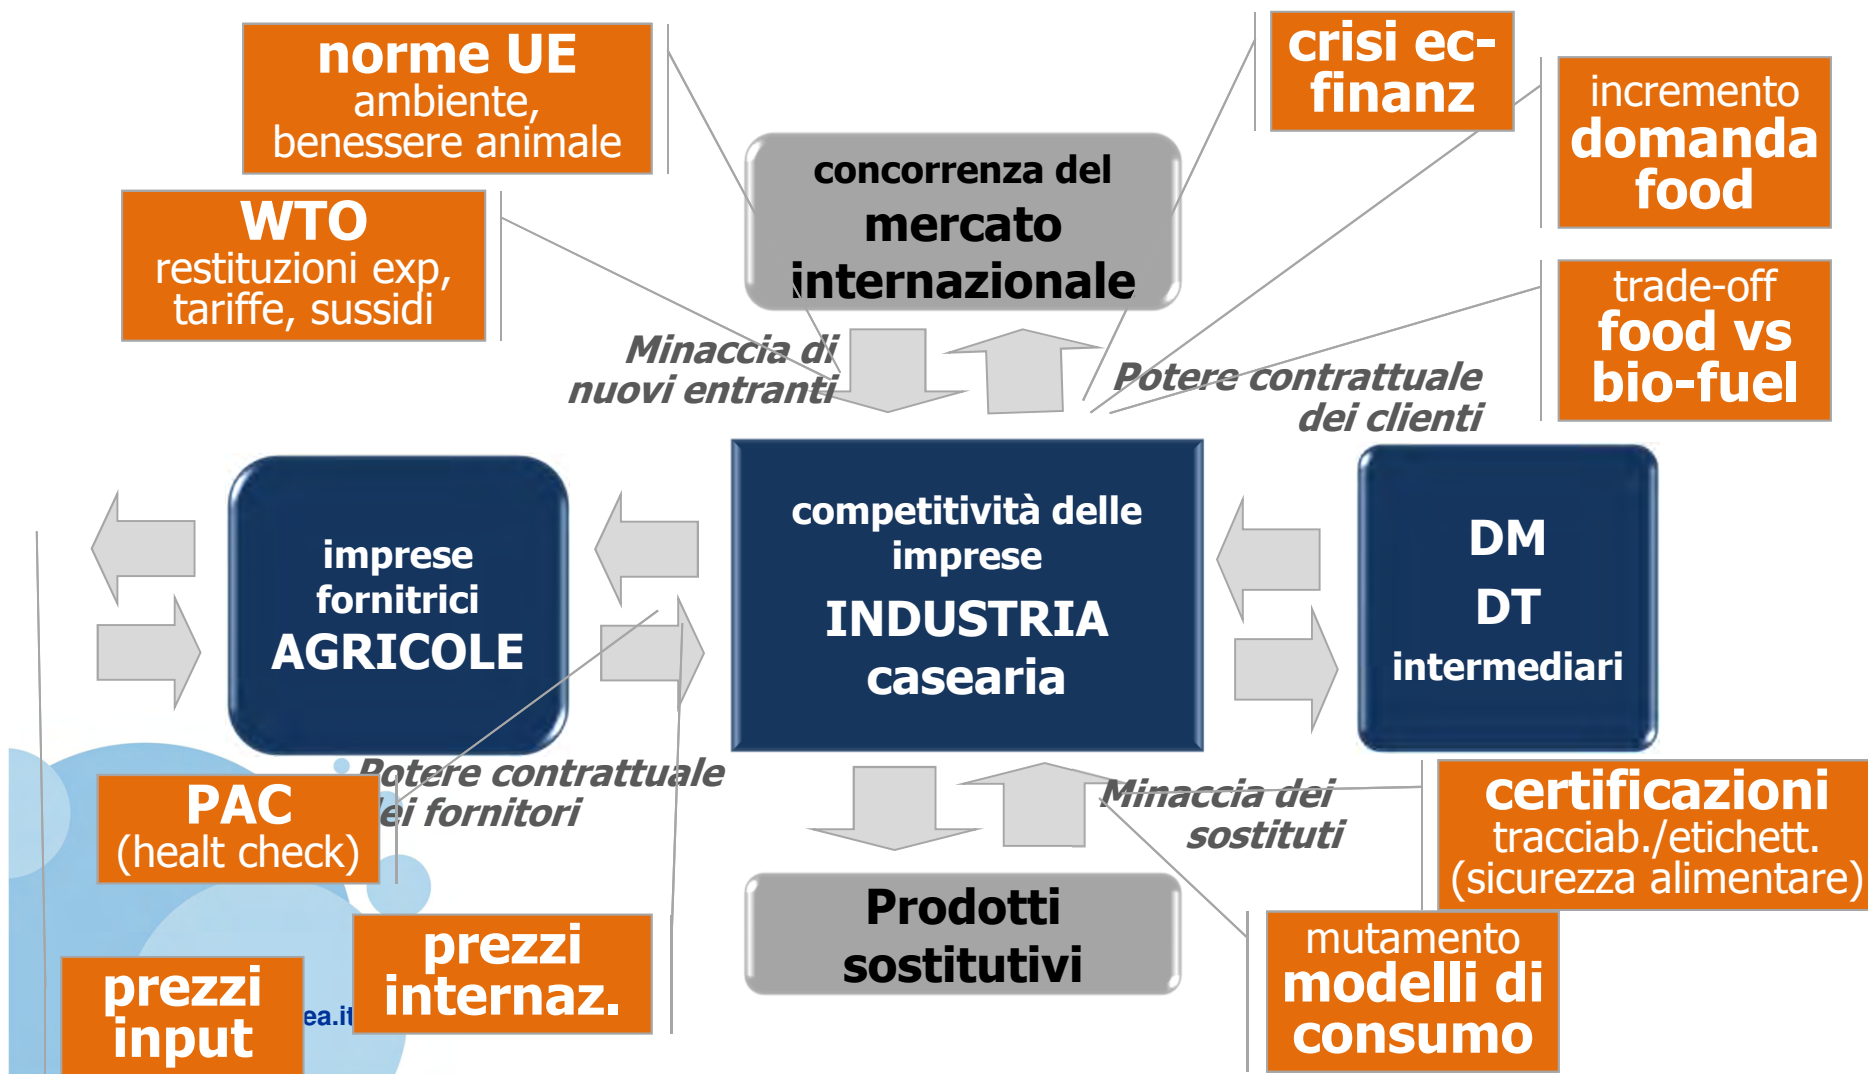 norme UE
ambiente,
benessere animale
crisi ec-
finanz
incremento
domanda
food
WTO
restituzioni exp,
tariffe, sussidi
concorrenza del
mercato
internazionale
trade-off
food vs
bio-fuel
Minaccia di
nuovi entranti
Potere contrattuale
dei clienti
imprese
fornitrici
AGRICOLE
competitività delle
imprese
INDUSTRIA
casearia
DM
DT
intermediari
Potere contrattuale
dei fornitori
Minaccia dei
sostituti
PAC
(healt check)
certificazioni
tracciab./etichett.
(sicurezza alimentare)
Prodotti
sostitutivi
prezzi
internaz.
mutamento
modelli di
consumo
prezzi
input
ea.it